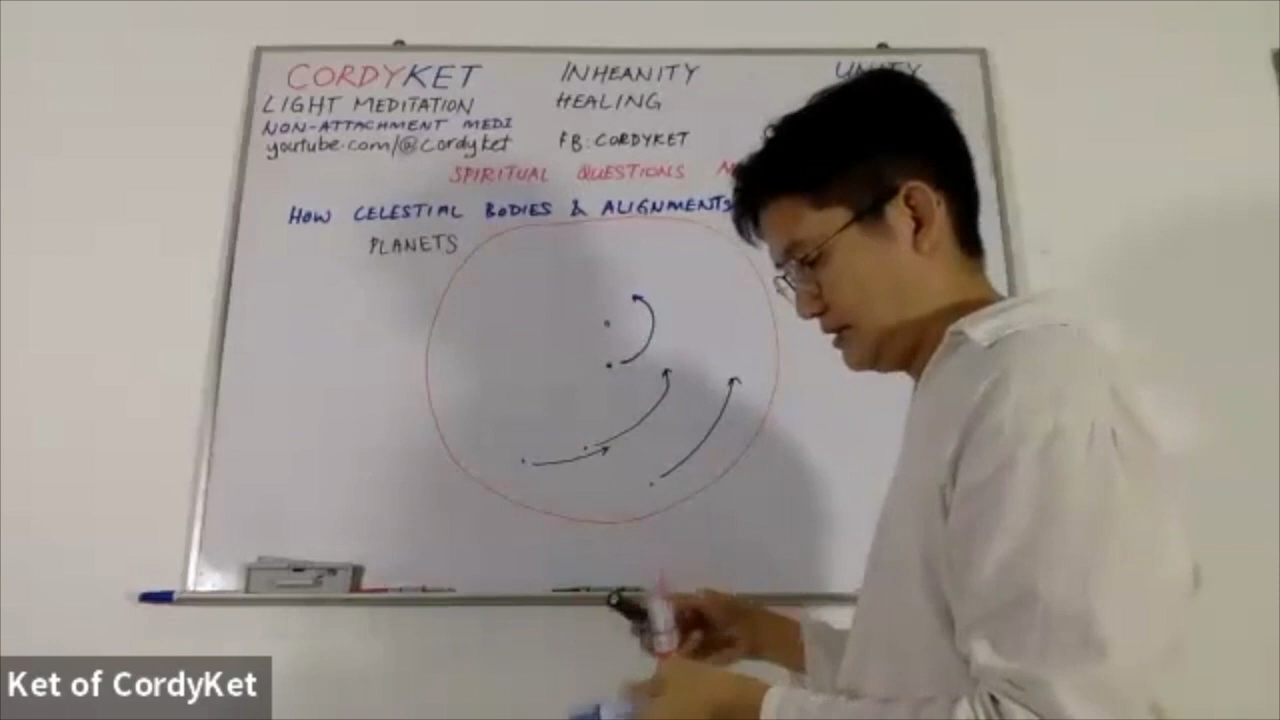 CORDYKET INHEANITY UNITY
LIGHT MEDITATION HEALING
NON-ATTACHMENT MEDI
youtube.com/@cordyket FB: CORDYKET
SPIRITUAL QUESTIONS
HOW CELESTIAL BODIES & ALIGNMENTS
PLANETS
Ket of CordyKet